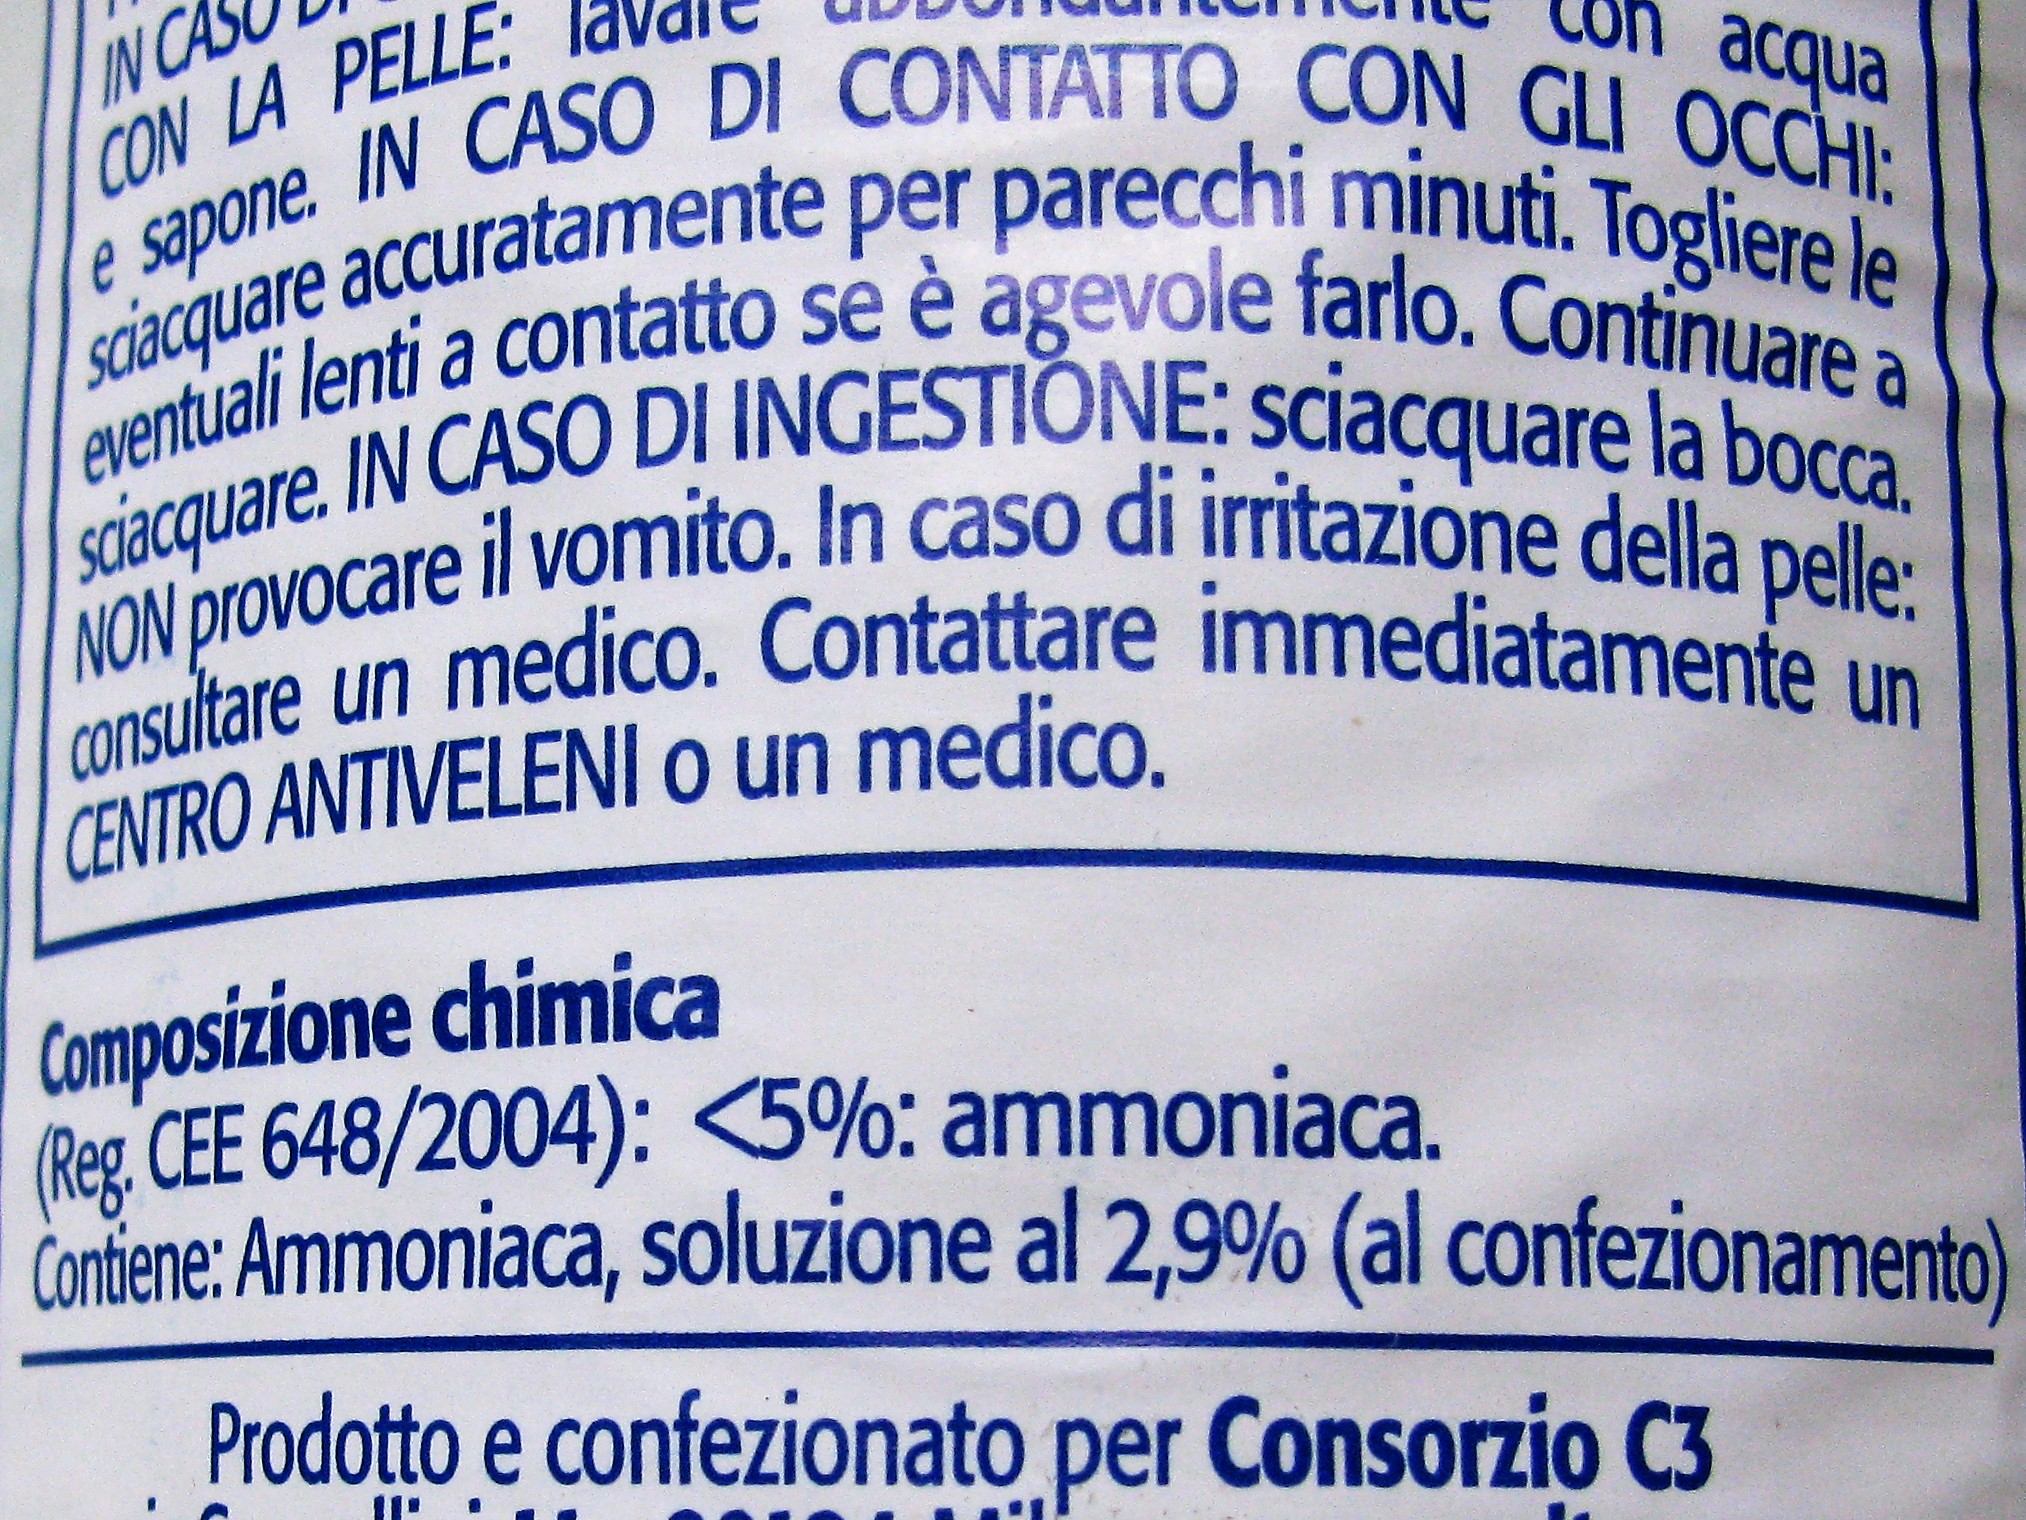 IN CASO
CON LA PELLE: lavare abbondantemente con acqua
e sapone. IN CASO DI CONTATTO CON GLI OCCHI:
sciacquare accuratamente per parecchi minuti. Togliere le
eventuali lenti a contatto se è agevole farlo. Continuare a
sciacquare. IN CASO DI INGESTIONE: sciacquare la bocca.
NON provocare il vomito. In caso di irritazione della pelle:
consultare un medico. Contattare immediatamente un
CENTRO ANTIVELENI o un medico.
Composizione chimica
(Reg. CEE 648/2004): <5%: ammoniaca.
Contiene: Ammoniaca, soluzione al 2,9% (al confezionamento)
Prodotto e confezionato per Consorzio C3